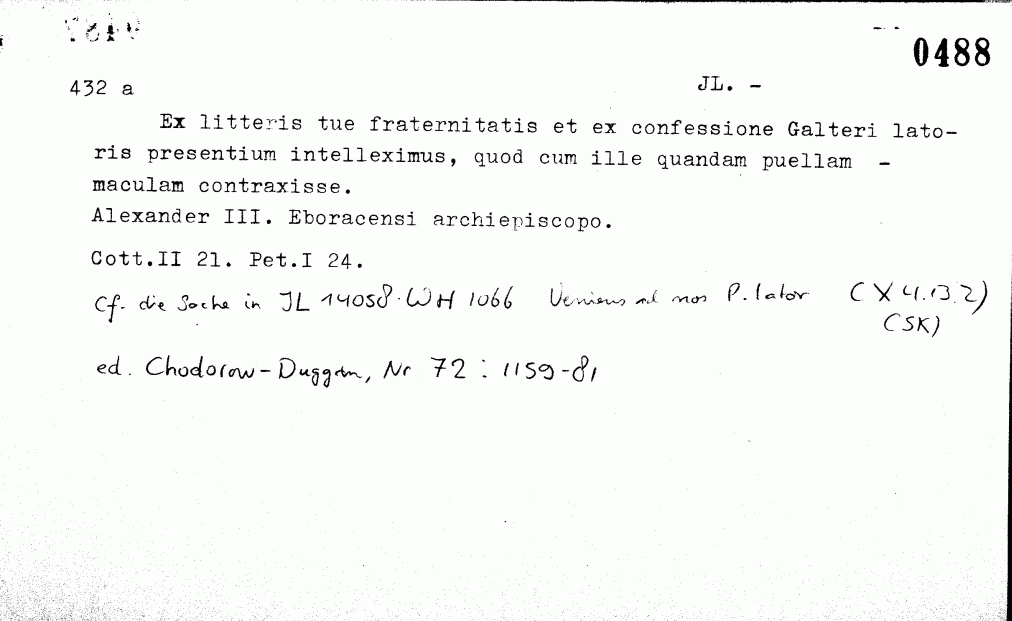 0488
432 a JL. –
Ex litteris tue fraternitatis et ex confessione Galteri lato-
ris presentium intelleximus, quod cum ille quandam puellam –
maculam contraxisse.
Alexander III. Eboracensi archiepiscopo.
Cott.II 21. Pet.I 24.
Cf. die Sache in JL 14058. WH 1066 Veniens ad nos P. lator (X 4.13.2)
(SK)
ed. Chodorow-Duggan, Nr 72 : 1159-81